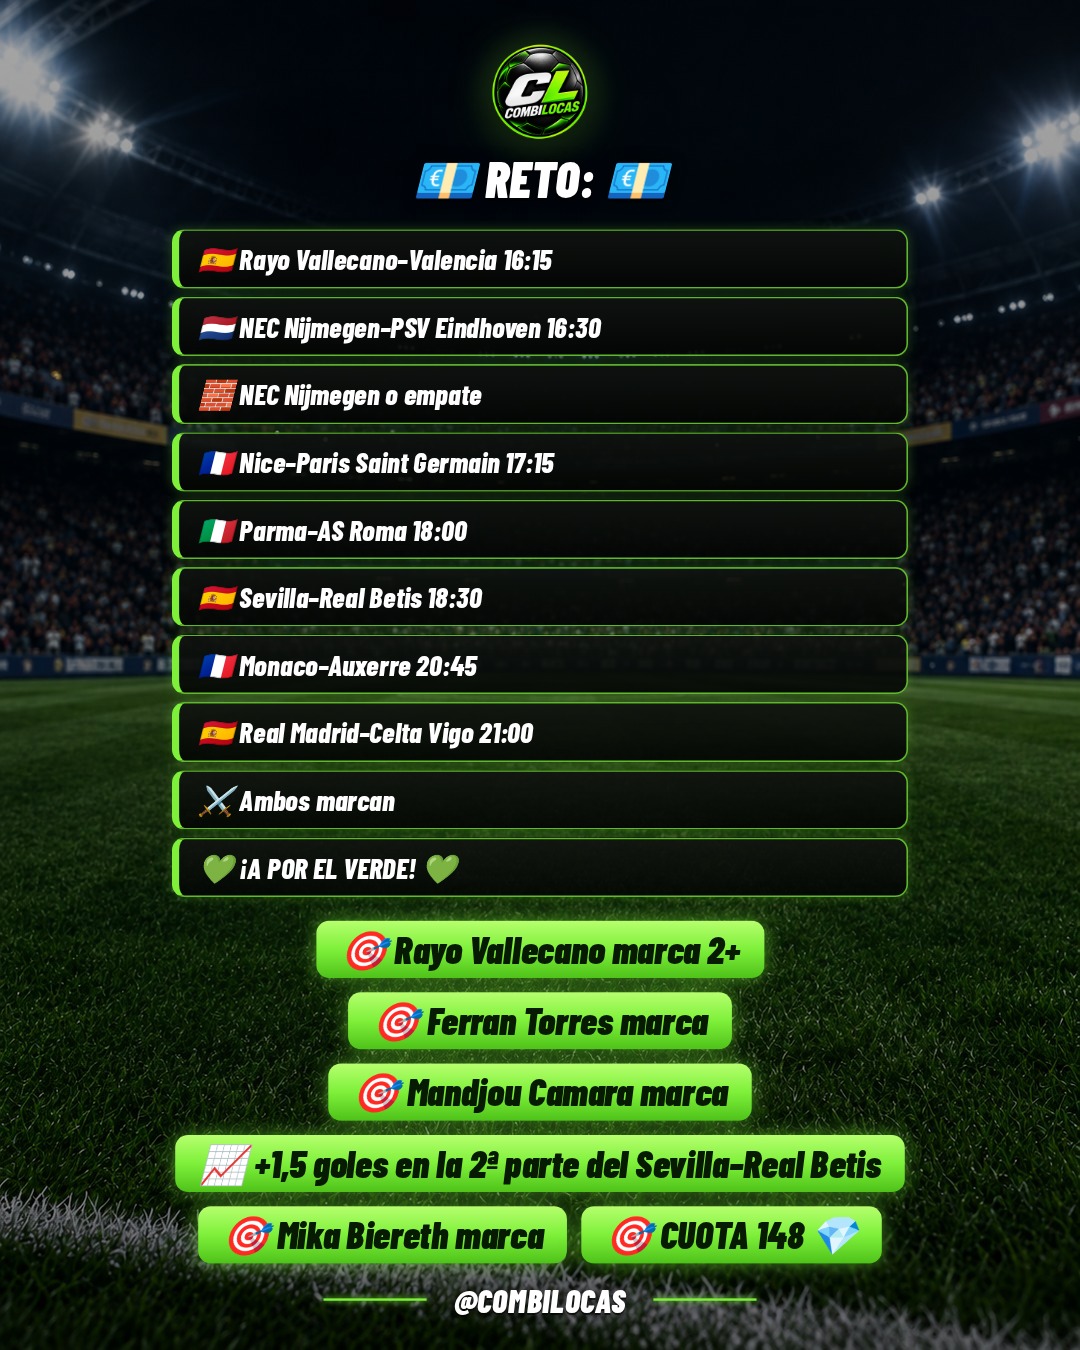 CL
COMBILOCAS
RETO:
Rayo Vallecano-Valencia 16:15
NEC Nijmegen-PSV Eindhoven 16:30
NEC Nijmegen o empate
Nice-Paris Saint Germain 17:15
Parma-AS Roma 18:00
Sevilla-Real Betis 18:30
Monaco-Auxerre 20:45
Real Madrid-Celta Vigo 21:00
Ambos marcan
¡A POR EL VERDE!
Rayo Vallecano marca 2+
Ferran Torres marca
Mandjou Camara marca
+1,5 goles en la 2ª parte del Sevilla-Real Betis
Mika Biereth marca
CUOTA 148
@COMBILOCAS